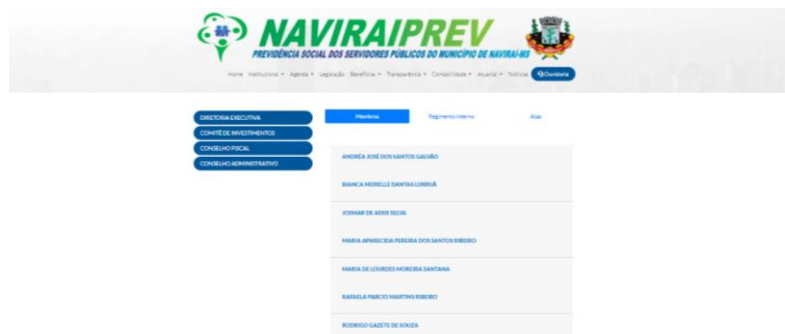 NAVIRAIPREV
PREVIDÊNCIA SOCIAL DOS SERVIDORES PÚBLICOS DO MUNICÍPIO DE NAVIRAÍ-MS
Home Institucional Agenda Legislação Benefícios Transparência Contabilidade Atuarial Notícias Ouvidoria
DIRETORIA EXECUTIVA
COMITÊ DE INVESTIMENTOS
CONSELHO FISCAL
CONSELHO ADMINISTRATIVO
Membros Regimento Interno Atas
ANDRÉA JOSÉ DOS SANTOS GALVÃO
BIANCA MORELLE DANTAS
JOSIMAR DE ASSIS SELVA
MARIA APARECIDA PEREIRA DOS SANTOS RIBEIRO
MARIA DE LOURDES MOREIRA SANTANA
RAFAELA PARCIO MARTINS RIBEIRO
RODRIGO GAZETE DE SOUZA